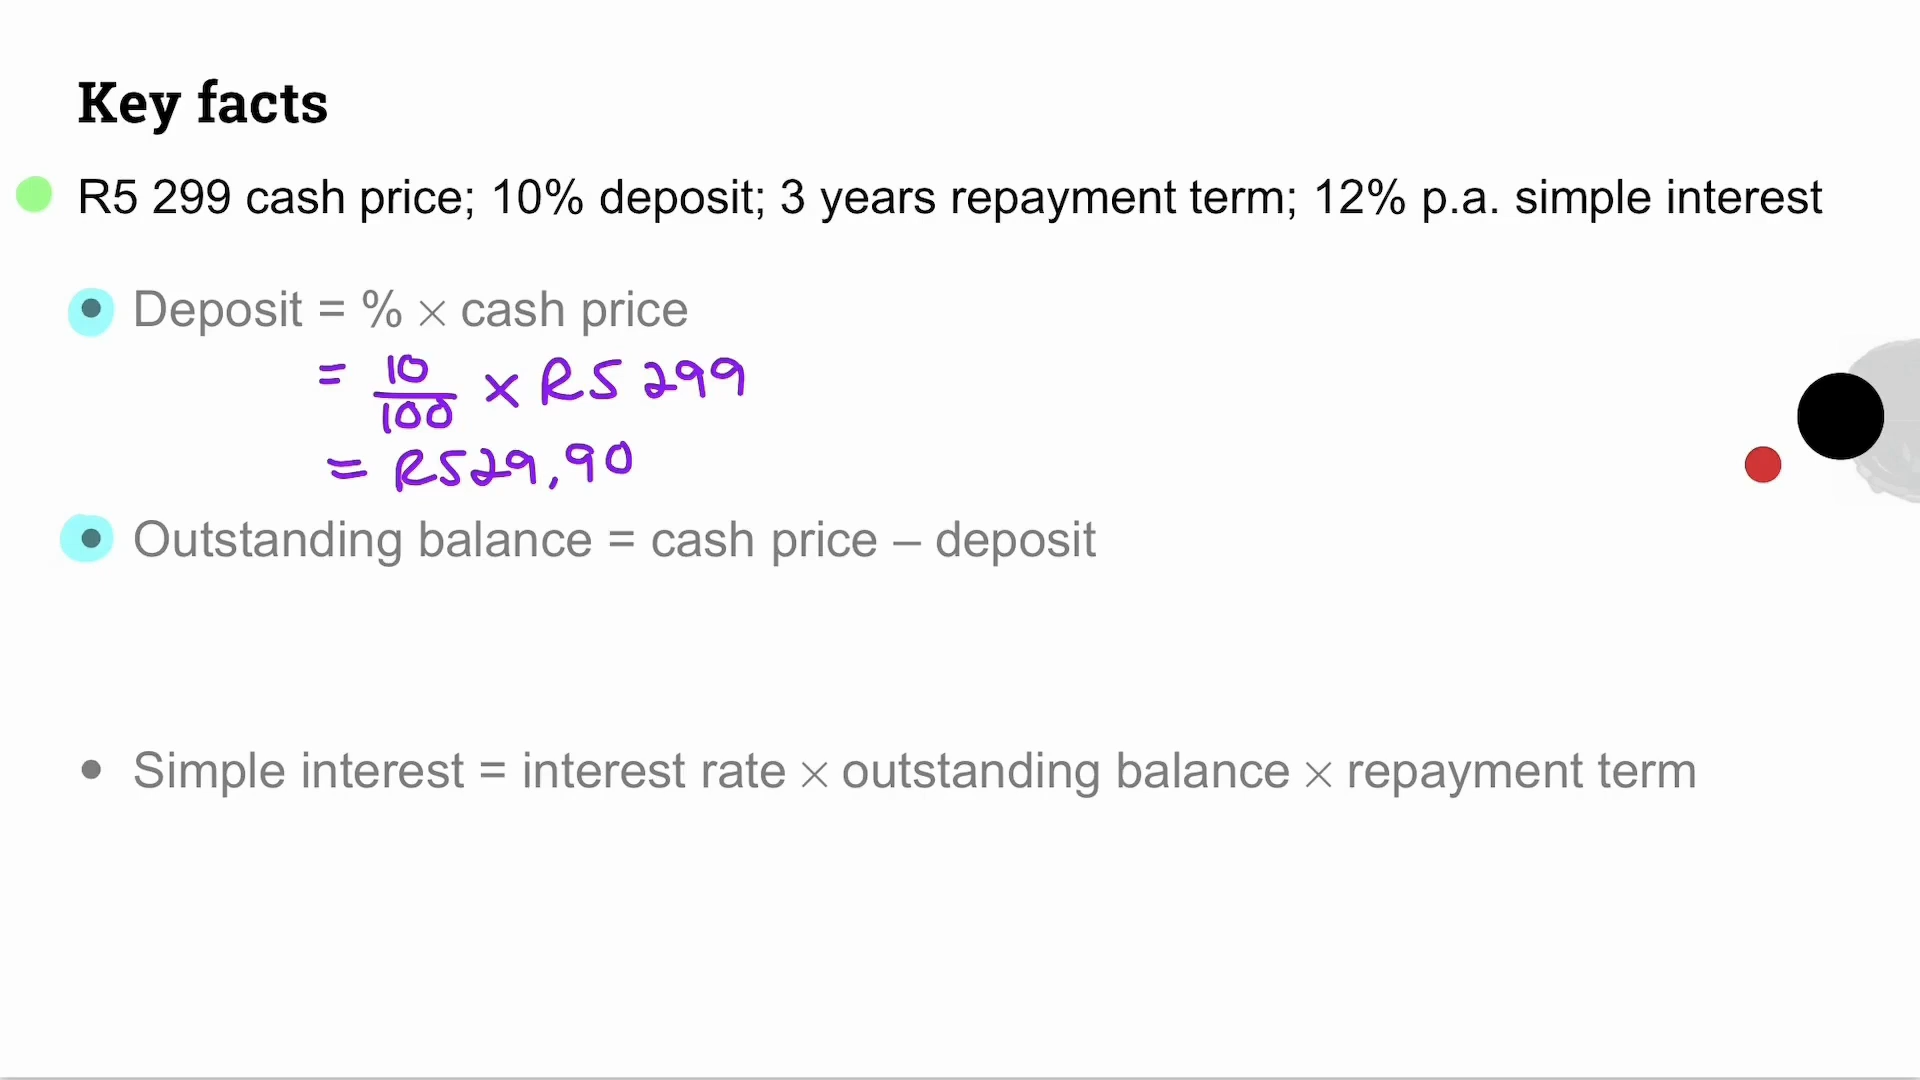 Key facts
R5 299 cash price; 10% deposit; 3 years repayment term; 12% p.a. simple interest
• Deposit = % × cash price
= 10/100 × R5 299
= R529,90
• Outstanding balance = cash price – deposit
• Simple interest = interest rate × outstanding balance × repayment term